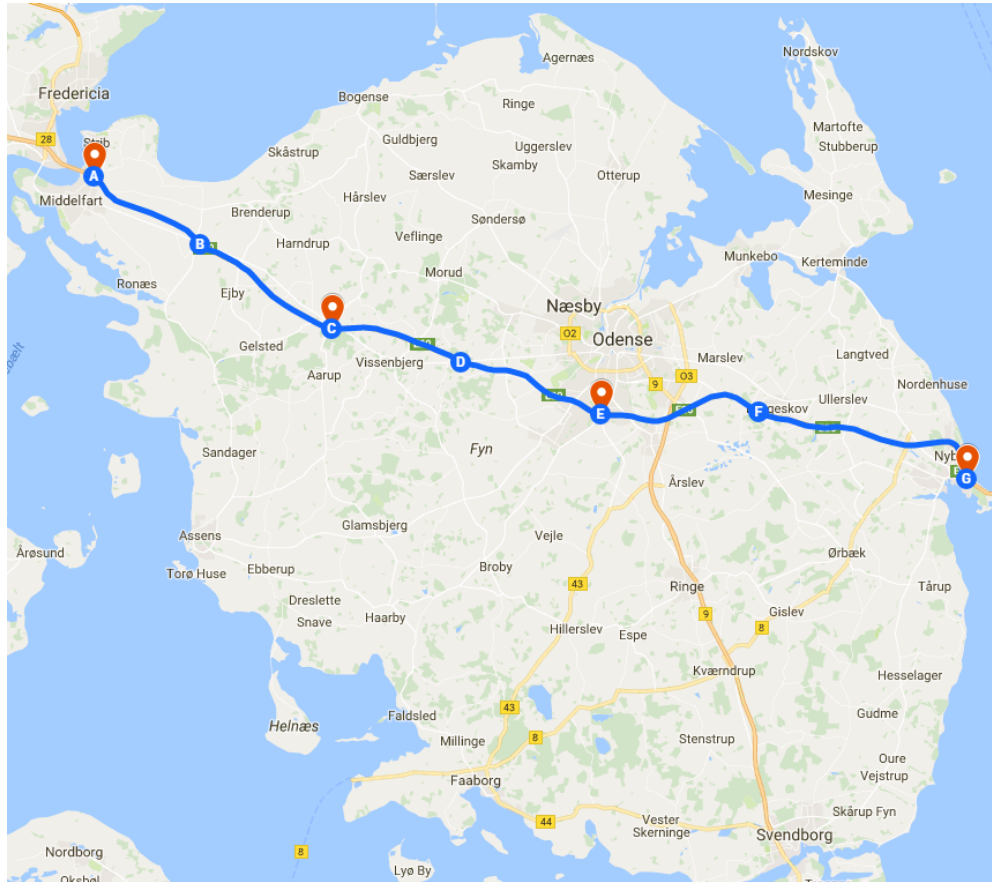 Nordskov
Agernæs
Fredericia
Bogense
Ringe
Martofte
28
Strib
Guldbjerg
Uggerslev
Stubberup
Skåstrup
Skamby
A
Særslev
Otterup
Middelfart
Hårslev
Mesinge
Brenderup
Søndersø
B
Harndrup
Veflinge
Munkebo
Kerteminde
Morud
Ronæs
Ejby
Næsby
C
O2
Odense
Gelsted
Vissenbjerg
D
Marslev
Langtved
Aarup
O3
9
Nordenhuse
E
F
Ullerslev
Sandager
Fyn
G
Årslev
Glamsbjerg
Assens
Vejle
Årøsund
Ørbæk
Ebberup
Broby
Torø Huse
43
Ringe
Tårup
Dreslette
Haarby
9
Gislev
Snave
Hillerslev
Espe
8
Kværndrup
Hesselager
43
Helnæs
Faldsled
Gudme
Millinge
8
Stenstrup
Oure
Faaborg
Vejstrup
44
Vester
Skerninge
Skårup Fyn
Svendborg
Nordborg
8
Lyø By